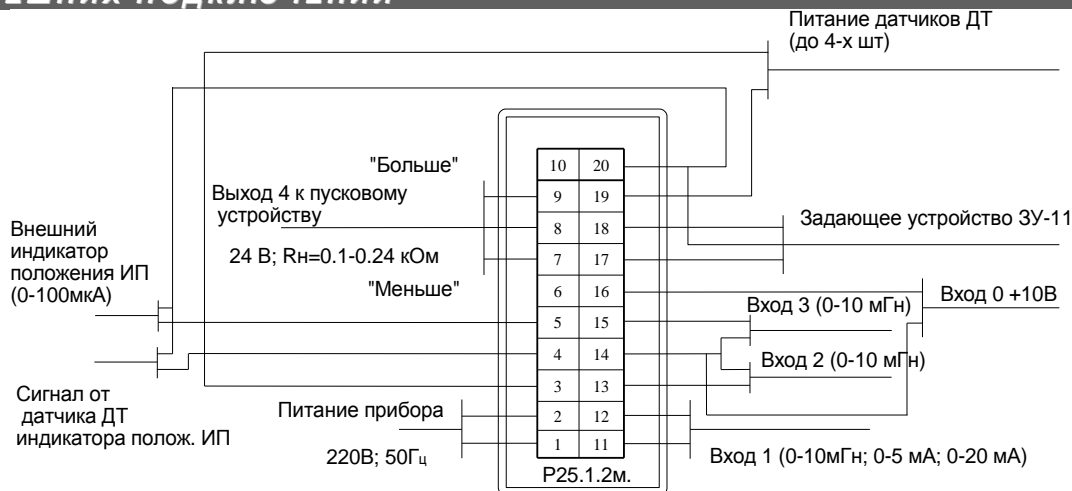 Питание датчиков ДТ
(до 4-х шт)
"Больше"
Выход 4 к пусковому
устройству
24 В; Rн=0.1-0.24 кОм
"Меньше"
Внешний
индикатор
положения ИП
(0-100мкА)
Сигнал от
датчика ДТ
индикатора полож. ИП
Питание прибора
220В; 50Гц
10 20
9 19
8 18
7 17
6 16
5 15
4 14
3 13
2 12
1 11
Р25.1.2м.
Задающее устройство ЗУ-11
Вход 0 +10В
Вход 3 (0-10 мГн)
Вход 2 (0-10 мГн)
Вход 1 (0-10мГн; 0-5 мА; 0-20 мА)